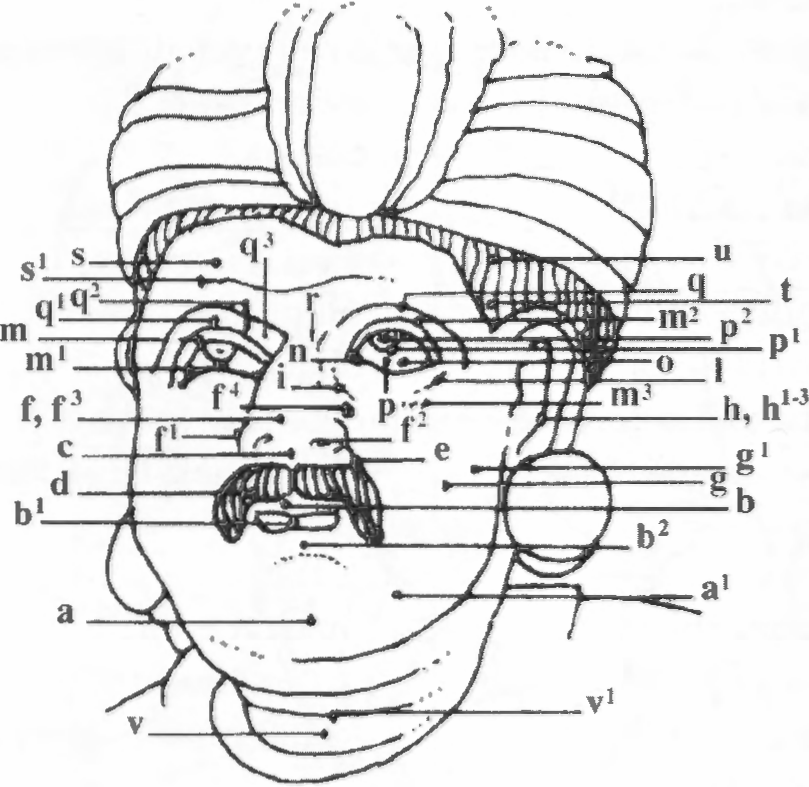 u
s q³
s¹ q
q¹ q² r t
m² p²
m p¹
m¹ n o
i l
f⁴ p m³
f, f³ h, h¹⁻³
f¹ f²
c e g¹
d g
b
b¹
b²
a¹
a
v¹
v